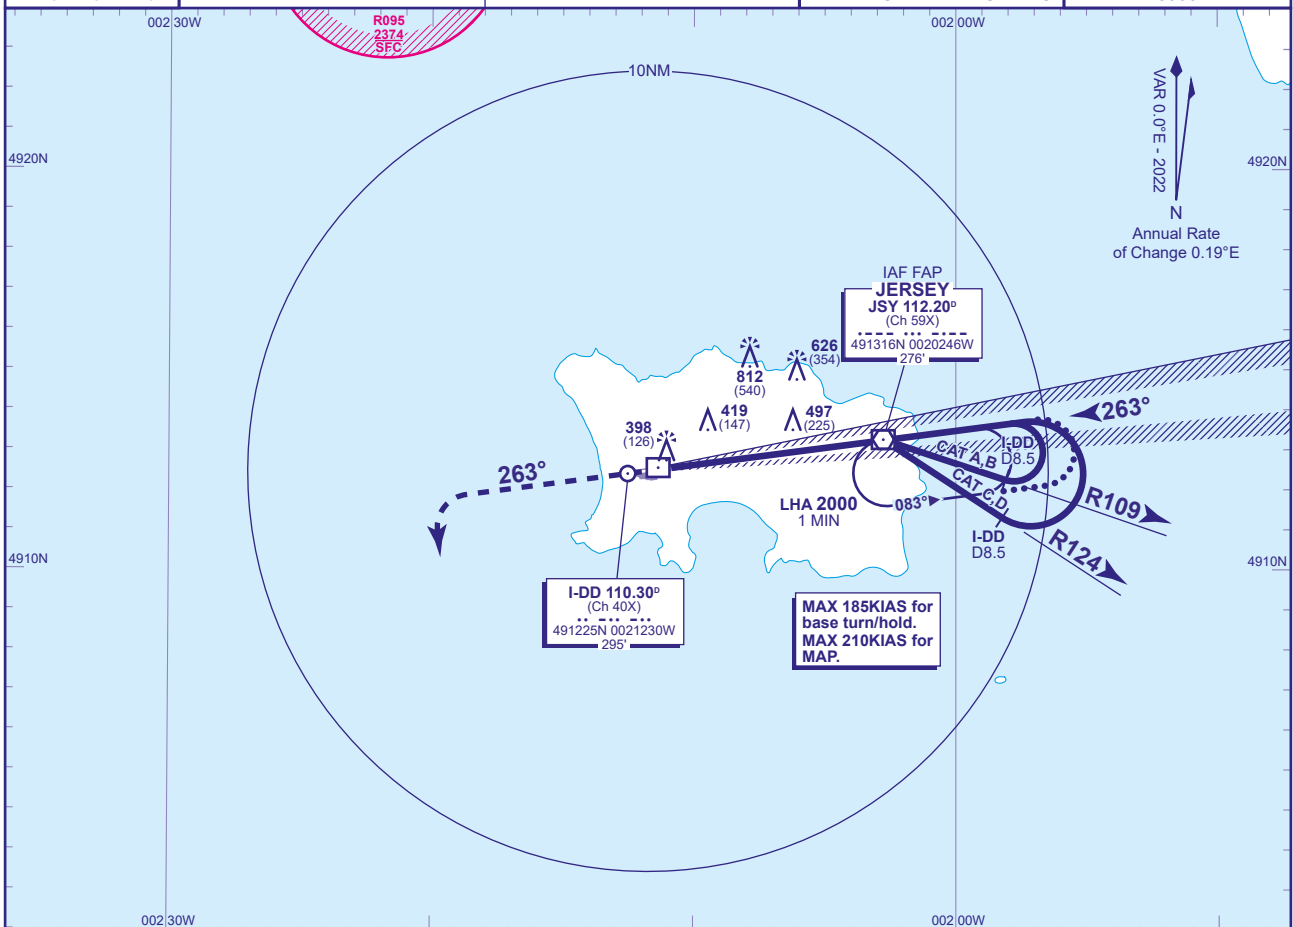 002 30W
R095
2374
SFC
002 00W
10NM
VAR 0.0°E - 2022
4920N
4920N
N
Annual Rate
of Change 0.19°E
IAF FAP
JERSEY
JSY 112.20ᴰ
(Ch 59X)
491316N 0020246W
276'
626
(354)
812
(540)
419
(147)
497
(225)
398
(126)
263°
263°
I-DD
D8.5
CAT A,B
CAT C,D
LHA 2000
1 MIN
083°
R109
I-DD
D8.5
R124
4910N
4910N
I-DD 110.30ᴰ
(Ch 40X)
491225N 0021230W
295'
MAX 185KIAS for
base turn/hold.
MAX 210KIAS for
MAP.
002 30W
002 00W